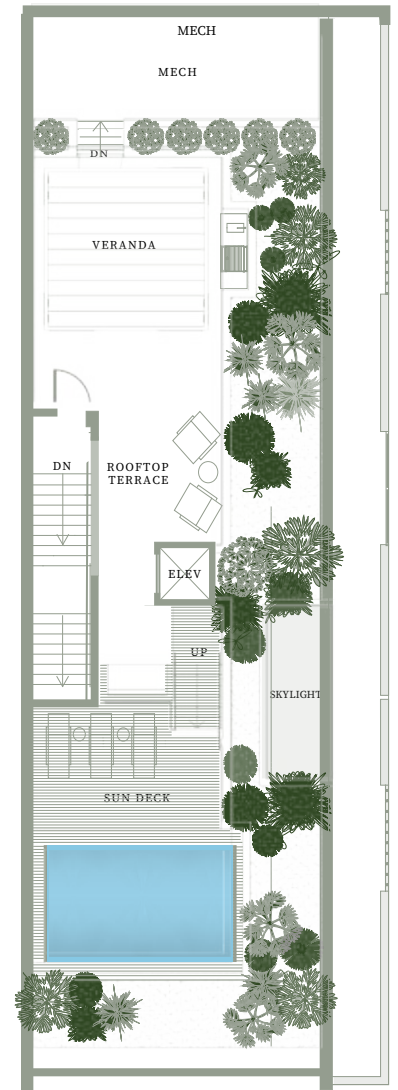 MECH
MECH
DN
VERANDA
DN
ROOFTOP
TERRACE
ELEV
UP
SKYLIGHT
SUN DECK